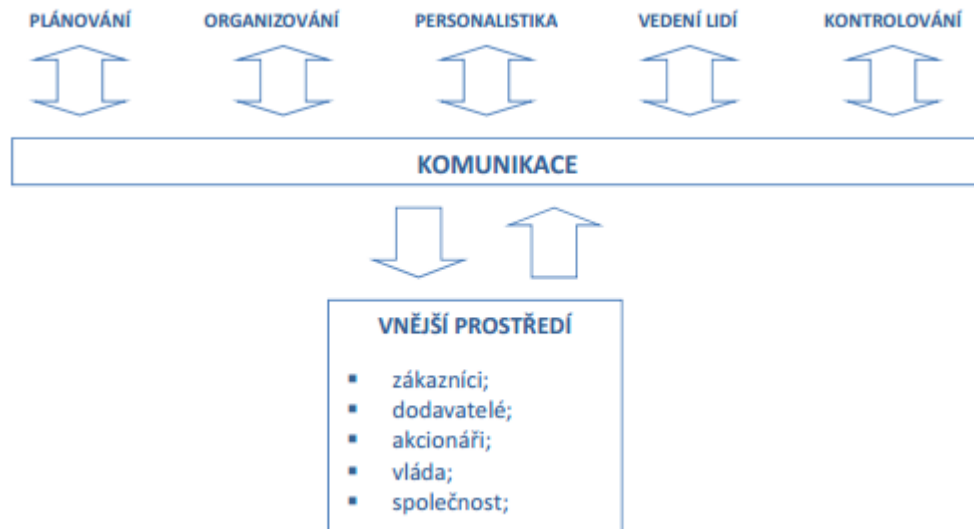 PLÁNOVÁNÍ ORGANIZOVÁNÍ PERSONALISTIKA VEDENÍ LIDÍ KONTROLOVÁNÍ
KOMUNIKACE
VNĚJŠÍ PROSTŘEDÍ
▪ zákazníci;
▪ dodavatelé;
▪ akcionáři;
▪ vláda;
▪ společnost;